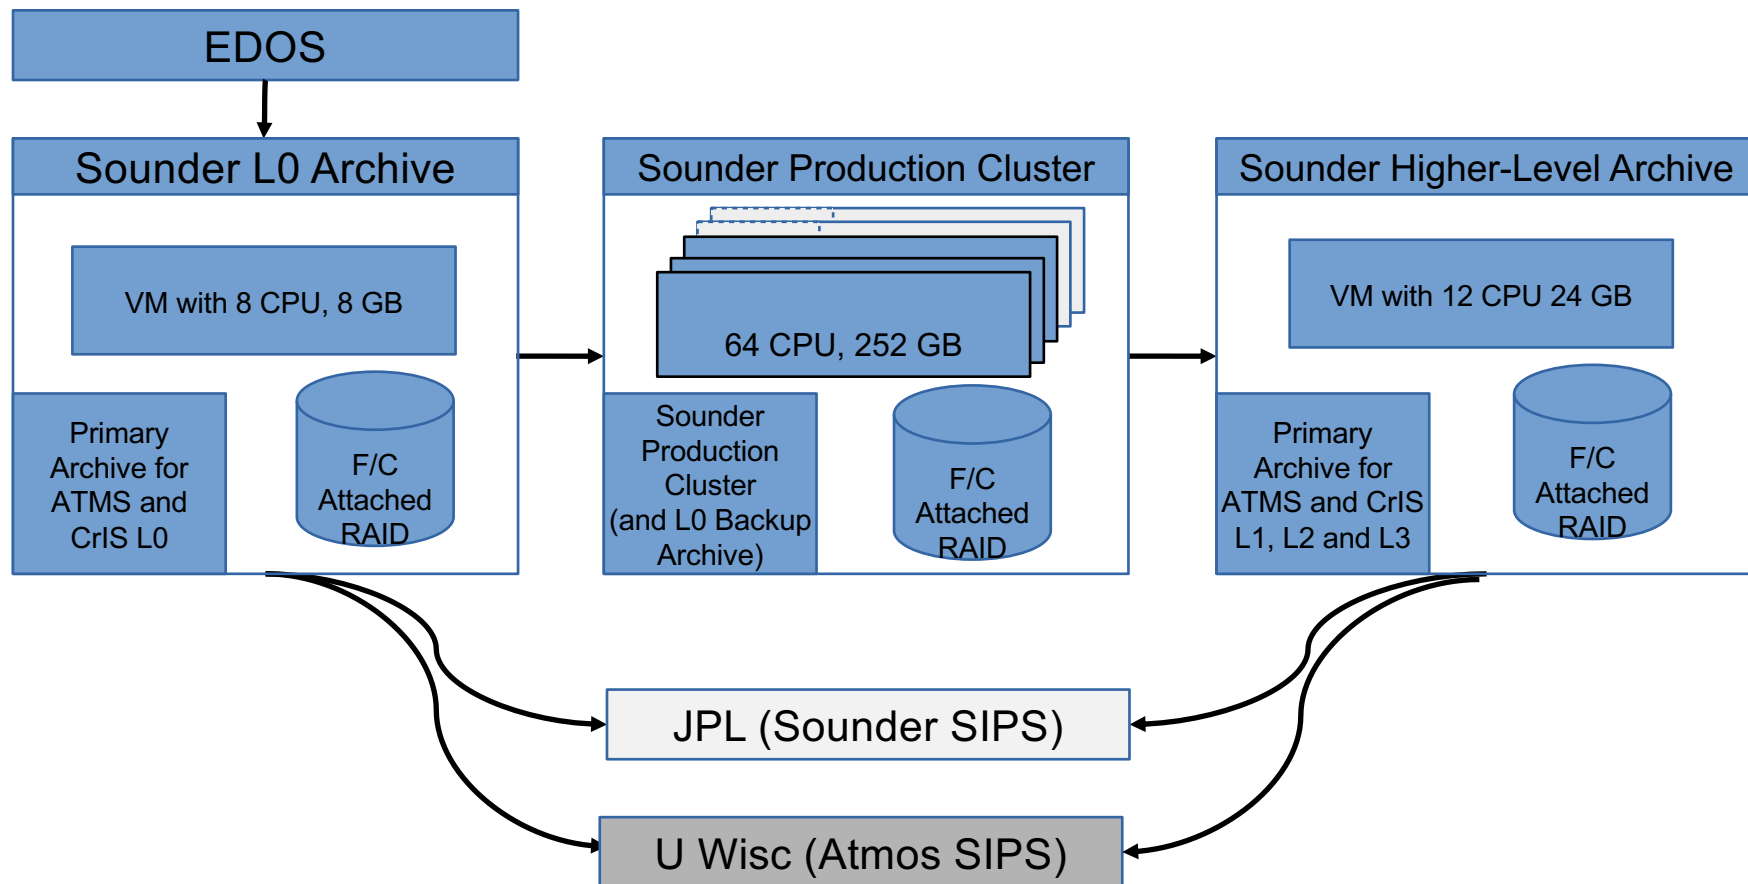 EDOS
Sounder L0 Archive
VM with 8 CPU, 8 GB
Primary
Archive for
ATMS and
CrIS L0
F/C
Attached
RAID
Sounder Production Cluster
64 CPU, 252 GB
Sounder
Production
Cluster
(and L0 Backup
Archive)
F/C
Attached
RAID
Sounder Higher-Level Archive
VM with 12 CPU 24 GB
Primary
Archive for
ATMS and CrIS
L1, L2 and L3
F/C
Attached
RAID
JPL (Sounder SIPS)
U Wisc (Atmos SIPS)